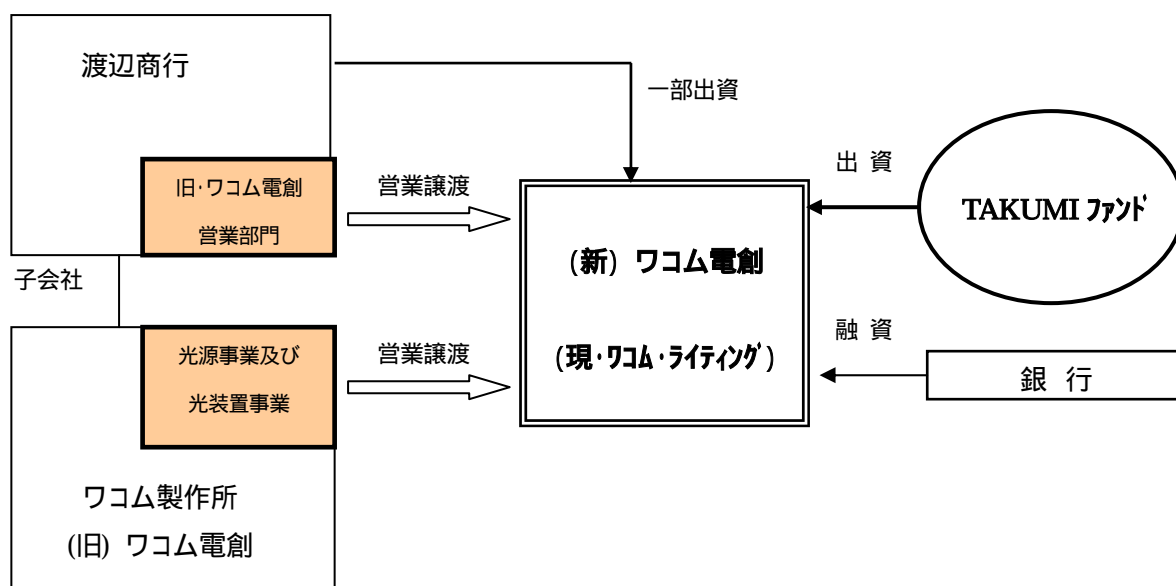 渡辺商行
一部出資
旧･ワコム電創
営業部門
営業譲渡
出 資
TAKUMI ﾌｧﾝﾄﾞ
(新) ワコム電創
(現･ワコム･ﾗｲﾃｨﾝｸﾞ)
子会社
光源事業及び
光装置事業
営業譲渡
融 資
銀 行
ワコム製作所
(旧) ワコム電創